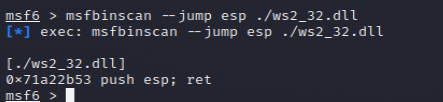 msf6 > msfbinscan --jump esp ./ws2_32.dll
[*] exec: msfbinscan --jump esp ./ws2_32.dll
[./ws2_32.dll]
0x71a22b53 push esp; ret
msf6 >